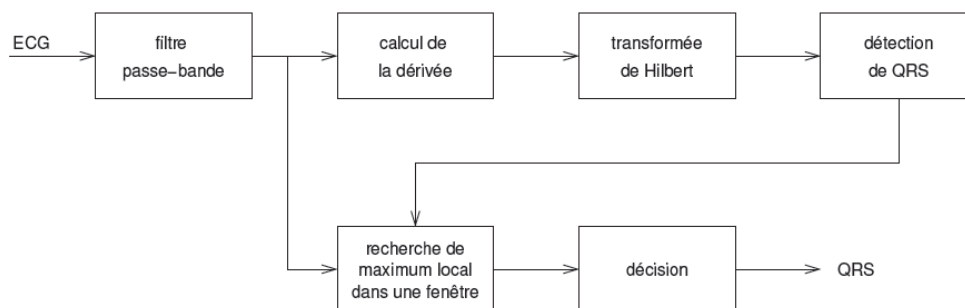 ECG
filtre
passe-bande
calcul de
la dérivée
transformée
de Hilbert
détection
de QRS
recherche de
maximum local
dans une fenêtre
décision
QRS